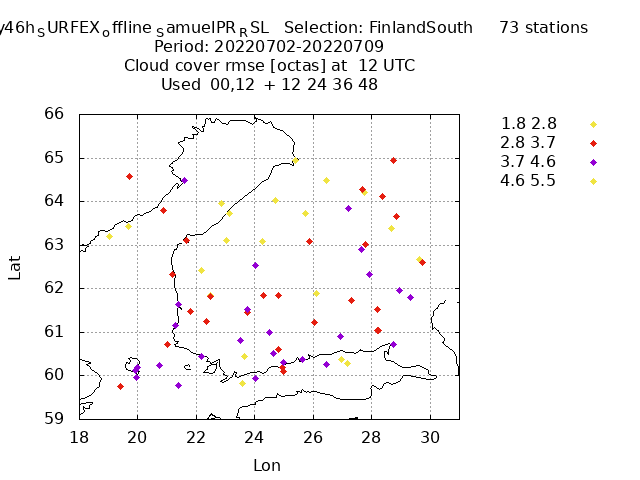 y46h_SURFEX_offline_SamuelPR_RSL Selection: FinlandSouth 73 stations
Period: 20220702-20220709
Cloud cover rmse [octas] at 12 UTC
Used 00,12 + 12 24 36 48
1.8 2.8
2.8 3.7
3.7 4.6
4.6 5.5
66
65
64
63
62
61
60
59
Lat
18 20 22 24 26 28 30
Lon